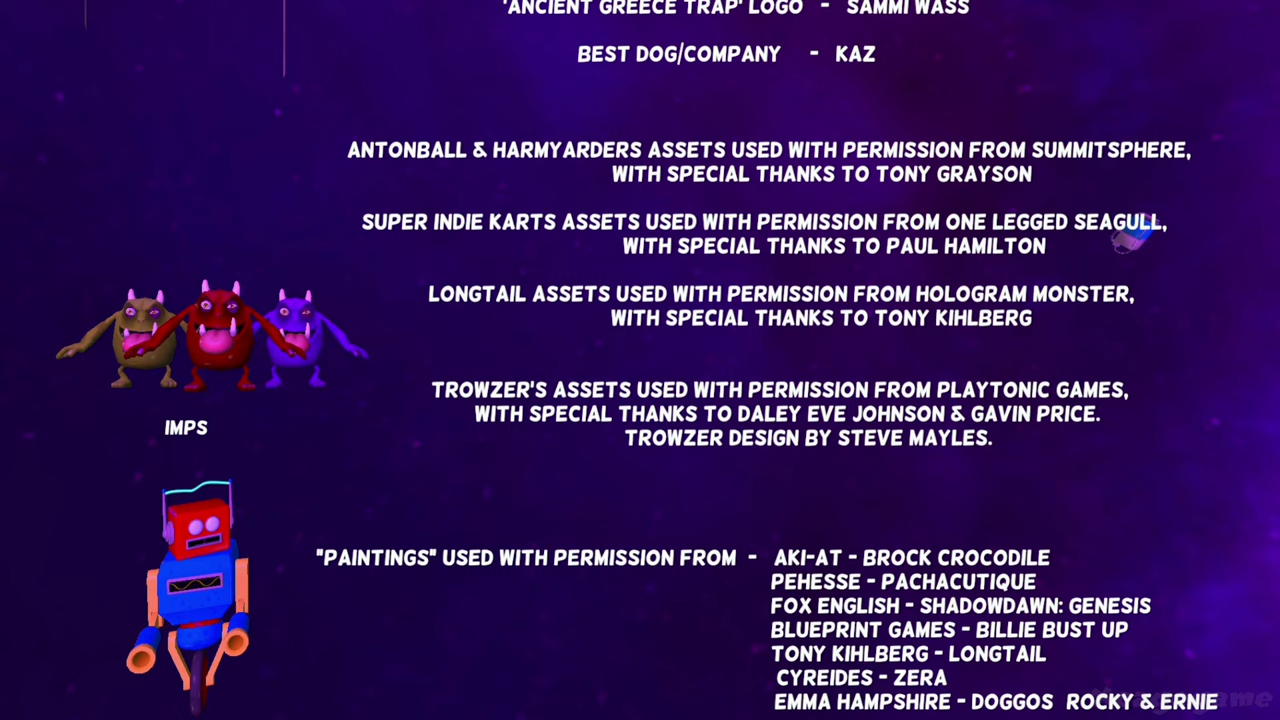 'ANCIENT GREECE TRAP' LOGO - SAMMI WASS
BEST DOG/COMPANY - KAZ
ANTONBALL & HARMYARDERS ASSETS USED WITH PERMISSION FROM SUMMITSPHERE,
WITH SPECIAL THANKS TO TONY GRAYSON
SUPER INDIE KARTS ASSETS USED WITH PERMISSION FROM ONE LEGGED SEAGULL,
WITH SPECIAL THANKS TO PAUL HAMILTON
LONGTAIL ASSETS USED WITH PERMISSION FROM HOLOGRAM MONSTER,
WITH SPECIAL THANKS TO TONY KIHLBERG
TROWZER'S ASSETS USED WITH PERMISSION FROM PLAYTONIC GAMES,
WITH SPECIAL THANKS TO DALEY EVE JOHNSON & GAVIN PRICE.
TROWZER DESIGN BY STEVE MAYLES.
IMPS
"PAINTINGS" USED WITH PERMISSION FROM - AKI-AT - BROCK CROCODILE
PEHESSE - PACHACUTIQUE
FOX ENGLISH - SHADOWDAWN: GENESIS
BLUEPRINT GAMES - BILLIE BUST UP
TONY KIHLBERG - LONGTAIL
CYREIDES - ZERA
EMMA HAMPSHIRE - DOGGOS ROCKY & ERNIE